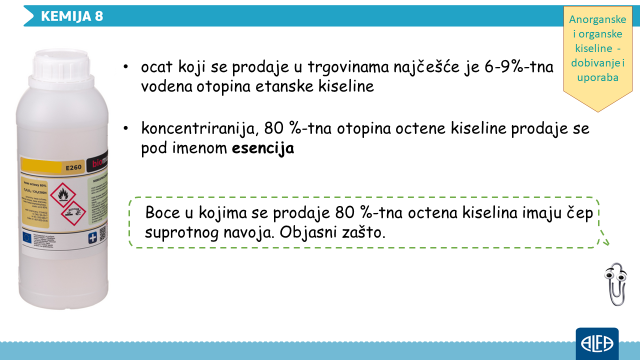 KEMIJA 8
Anorganske
i organske
kiseline -
dobivanje i
uporaba
• ocat koji se prodaje u trgovinama najčešće je 6-9%-tna
vodena otopina etanske kiseline
• koncentriranija, 80 %-tna otopina octene kiseline prodaje se
pod imenom esencija
E260
Boce u kojima se prodaje 80 %-tna octena kiselina imaju čep
suprotnog navoja. Objasni zašto.
ALFA